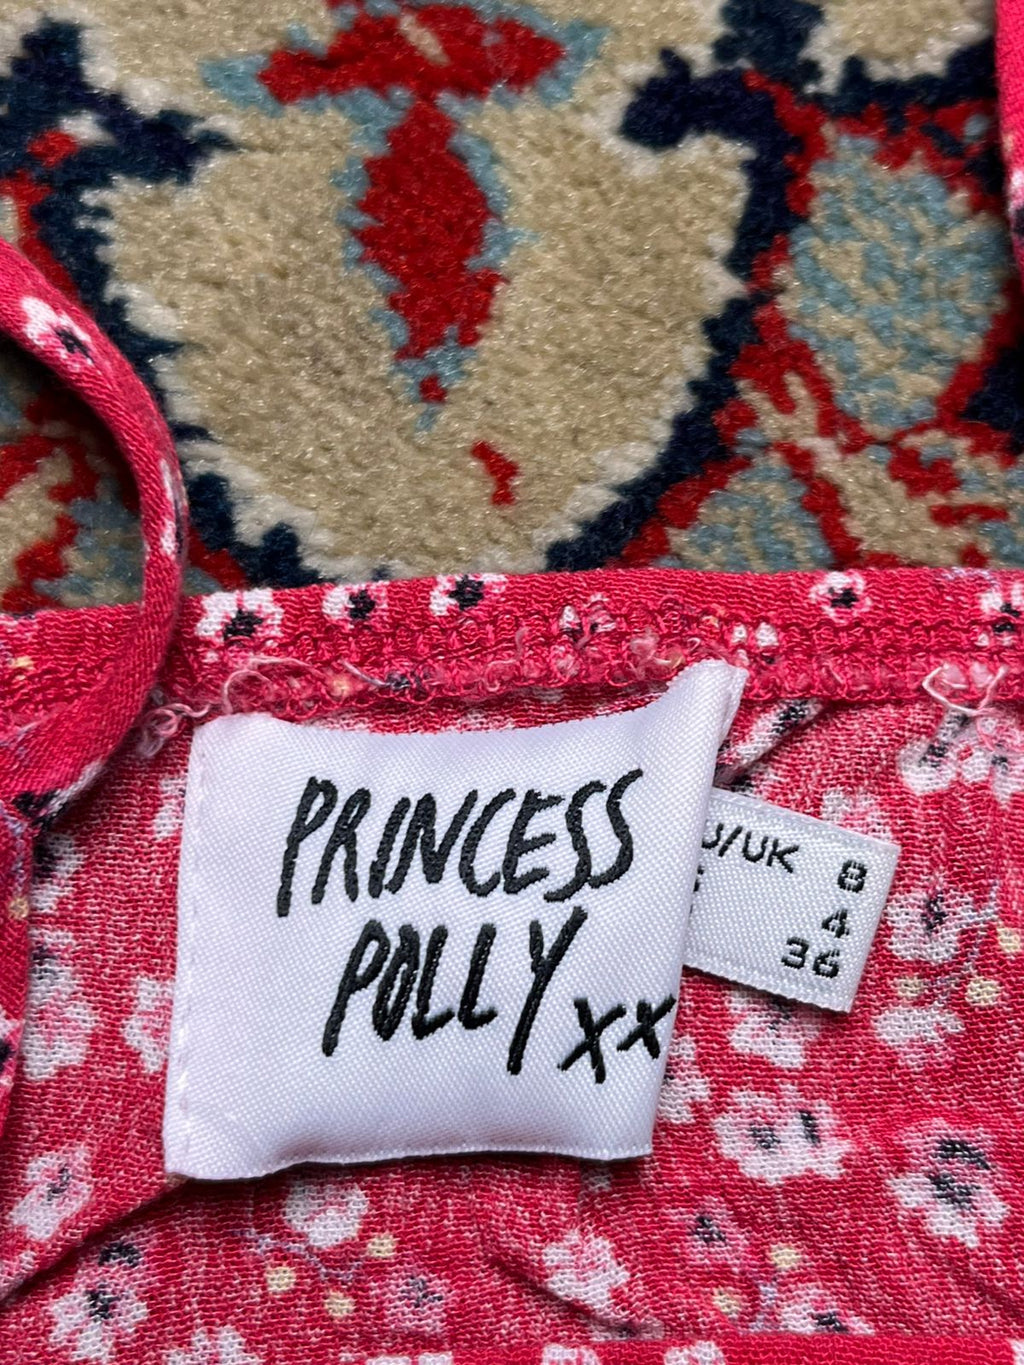 PRINCESS
POLLY xx
/UK 8
4
36